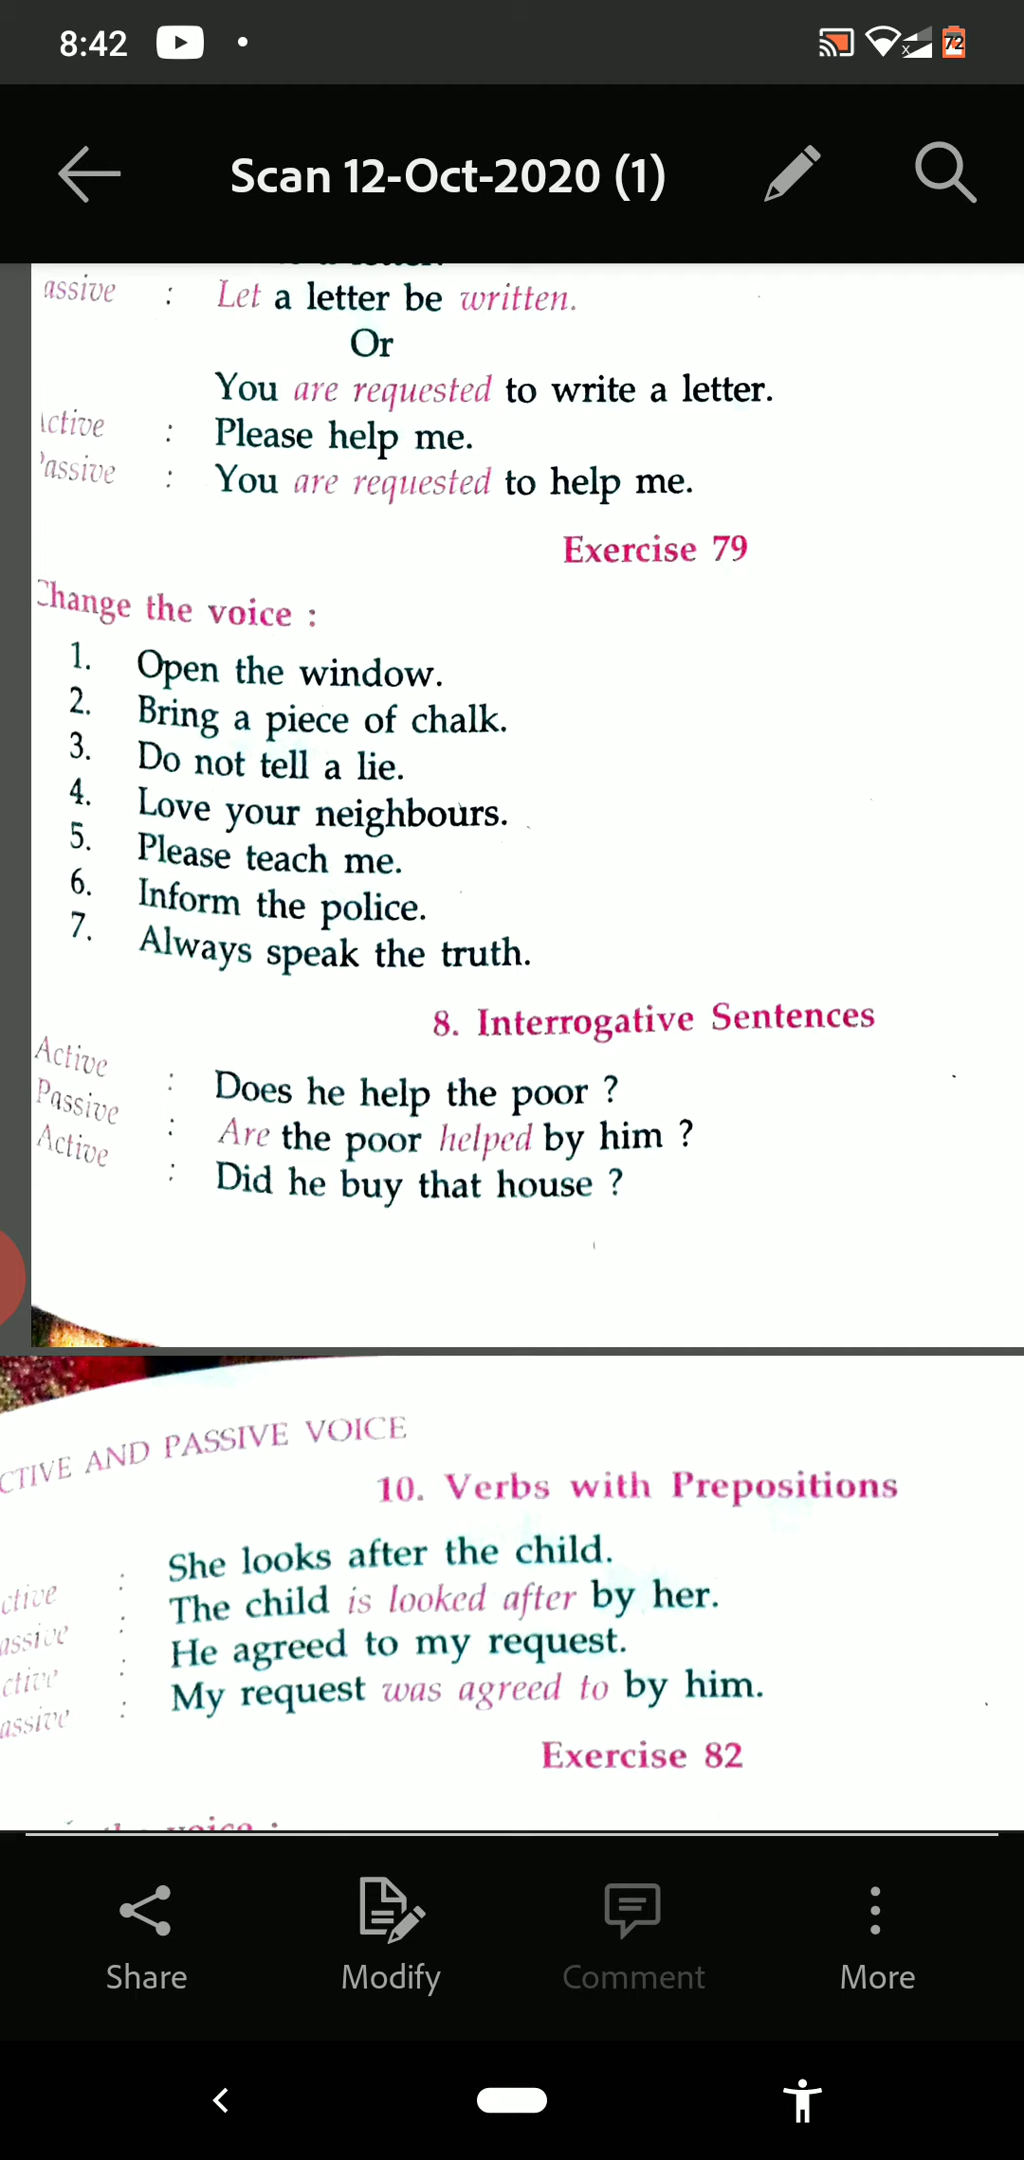 8:42
72
Scan 12-Oct-2020 (1)
assive : Let a letter be written.
Or
You are requested to write a letter.
ctive : Please help me.
assive : You are requested to help me.
Exercise 79
Change the voice :
1. Open the window.
2. Bring a piece of chalk.
3. Do not tell a lie.
4. Love your neighbours.
5. Please teach me.
6. Inform the police.
7. Always speak the truth.
8. Interrogative Sentences
Active : Does he help the poor ?
Passive : Are the poor helped by him ?
Active : Did he buy that house ?
CTIVE AND PASSIVE VOICE
10. Verbs with Prepositions
ctive : She looks after the child.
assive : The child is looked after by her.
ctive : He agreed to my request.
assive : My request was agreed to by him.
Exercise 82
voice :
Share
Modify
Comment
More